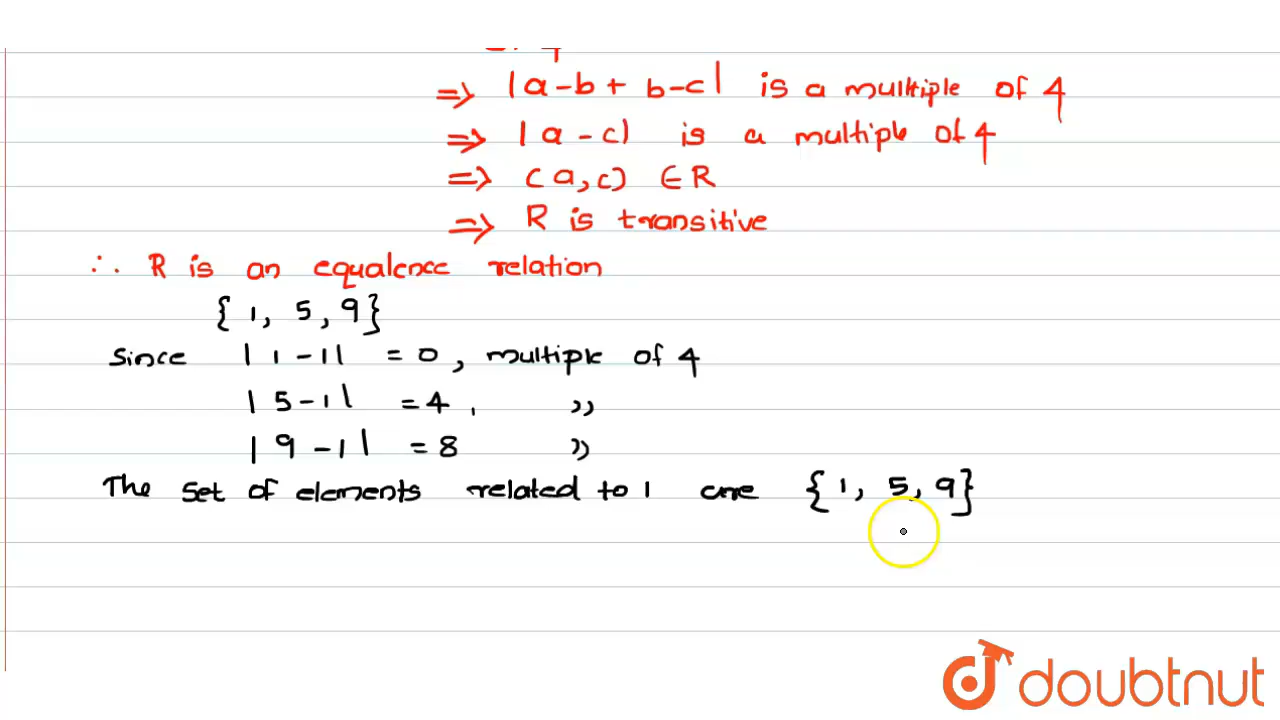 ⇒ |a-b + b-c| is a multiple of 4
⇒ |a - c| is a multiple of 4
⇒ (a, c) ∈ R
⇒ R is transitive
∴ R is an equalence relation
{ 1, 5, 9}
Since | 1 - 1| = 0, multiple of 4
| 5 - 1| = 4, ,,
| 9 - 1| = 8 ,,
The set of elements related to 1 are { 1, 5, 9}
doubtnut